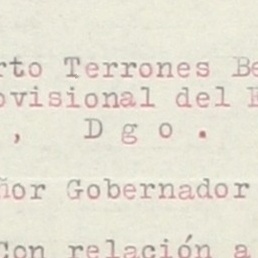 rto Terrones Be
ovisional del E
, Dgo.
ñor Gobernador
Con relación a